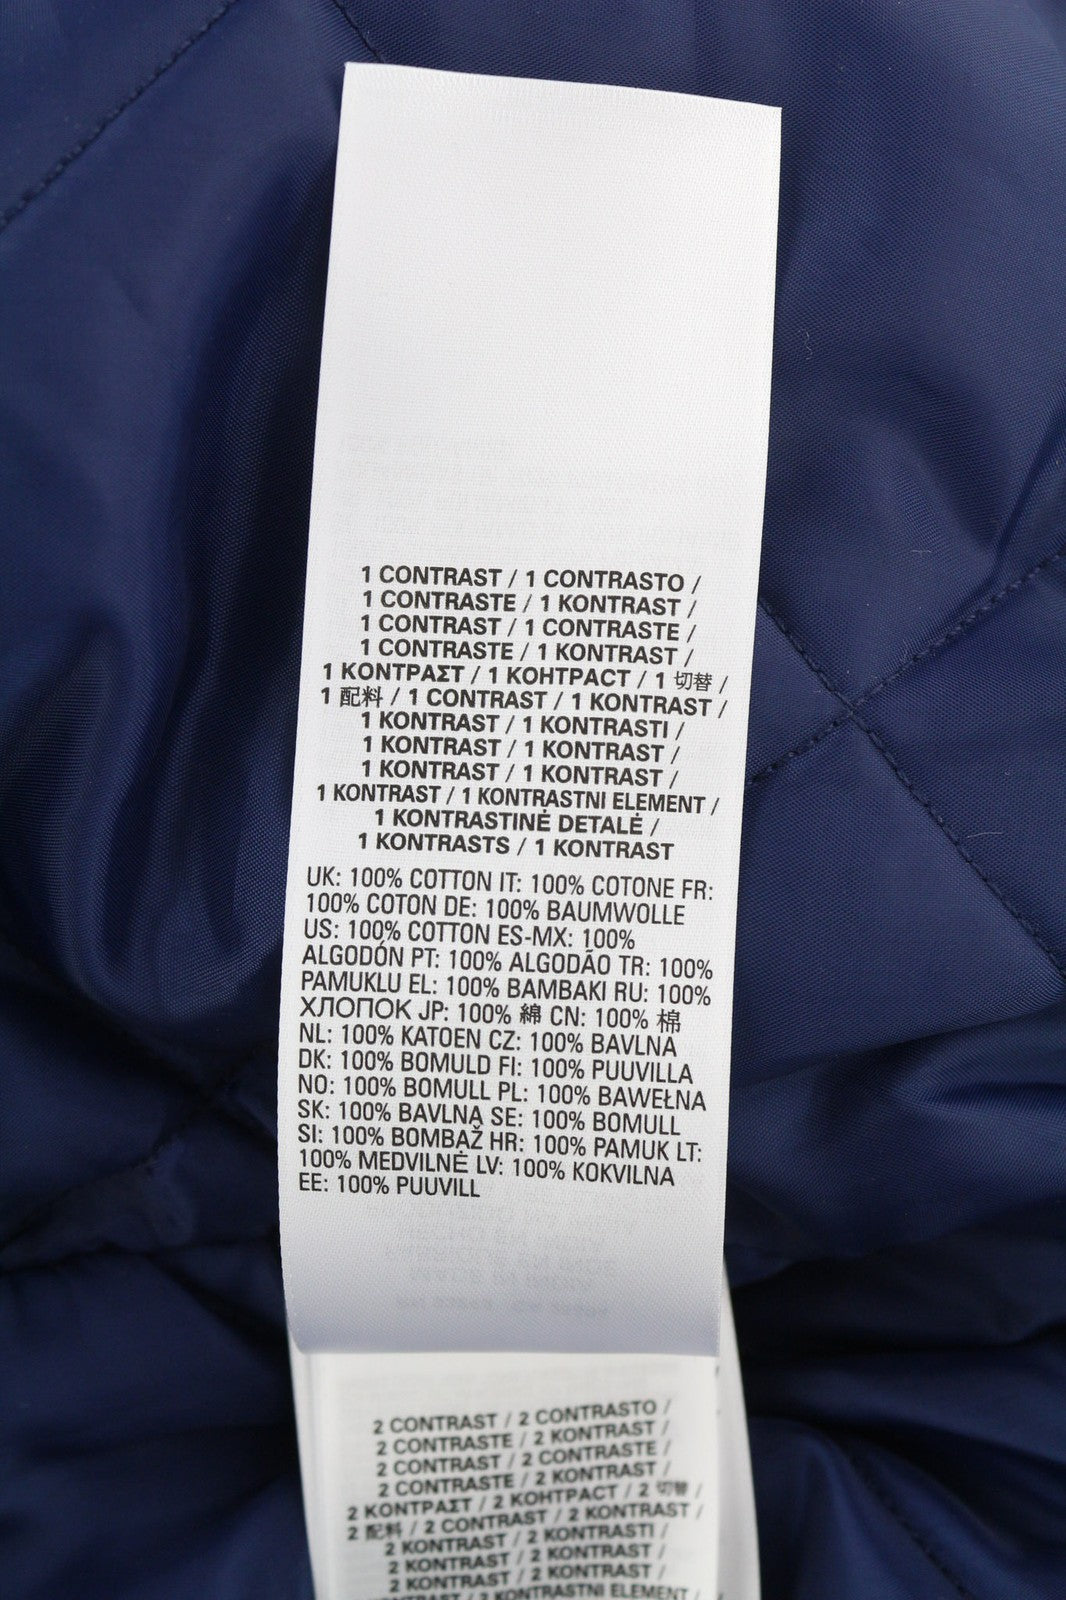 1 CONTRAST / 1 CONTRASTO /
1 CONTRASTE / 1 KONTRAST /
1 CONTRAST / 1 CONTRASTE /
1 CONTRASTE / 1 KONTRAST /
1 ΚΟΝΤΡΑΣΤ / 1 КОНТРАСТ / 1 切替 /
1 配料 / 1 CONTRAST / 1 KONTRAST /
1 KONTRAST / 1 KONTRASTI /
1 KONTRAST / 1 KONTRAST /
1 KONTRAST / 1 KONTRAST /
1 KONTRAST / 1 KONTRASTNI ELEMENT /
1 KONTRASTINĖ DETALĖ /
1 KONTRASTS / 1 KONTRAST
UK: 100% COTTON IT: 100% COTONE FR:
100% COTON DE: 100% BAUMWOLLE
US: 100% COTTON ES-MX: 100%
ALGODÓN PT: 100% ALGODÃO TR: 100%
PAMUKLU EL: 100% ΒΑΜΒΑΚΙ RU: 100%
ХЛОПОК JP: 100% 綿 CN: 100% 棉
NL: 100% KATOEN CZ: 100% BAVLNA
DK: 100% BOMULD FI: 100% PUUVILLA
NO: 100% BOMULL PL: 100% BAWEŁNA
SK: 100% BAVLNA SE: 100% BOMULL
SI: 100% BOMBAŽ HR: 100% PAMUK LT:
100% MEDVILNĖ LV: 100% KOKVILNA
EE: 100% PUUVILL
2 CONTRAST / 2 CONTRASTO /
2 CONTRASTE / 2 KONTRAST /
2 CONTRAST / 2 CONTRASTE /
2 CONTRASTE / 2 KONTRAST /
2 ΚΟΝΤΡΑΣΤ / 2 КОНТРАСТ / 2 切替 /
2 配料 / 2 CONTRAST / 2 KONTRAST /
2 KONTRAST / 2 KONTRASTI /
2 KONTRAST / 2 KONTRAST /
2 KONTRAST / 2 KONTRAST /
2 KONTRAST / 2 KONTRASTNI ELEMENT /